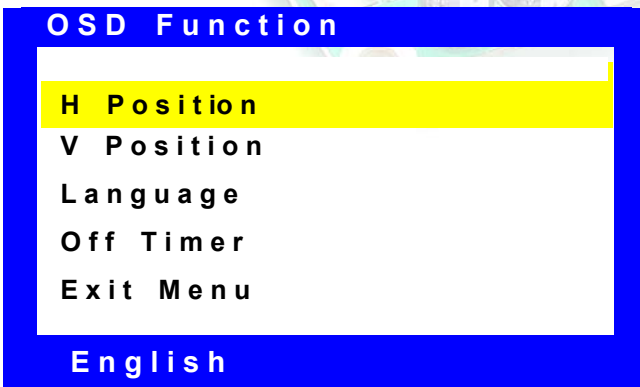 OSD Function
H Position
V Position
Language
Off Timer
Exit Menu
English